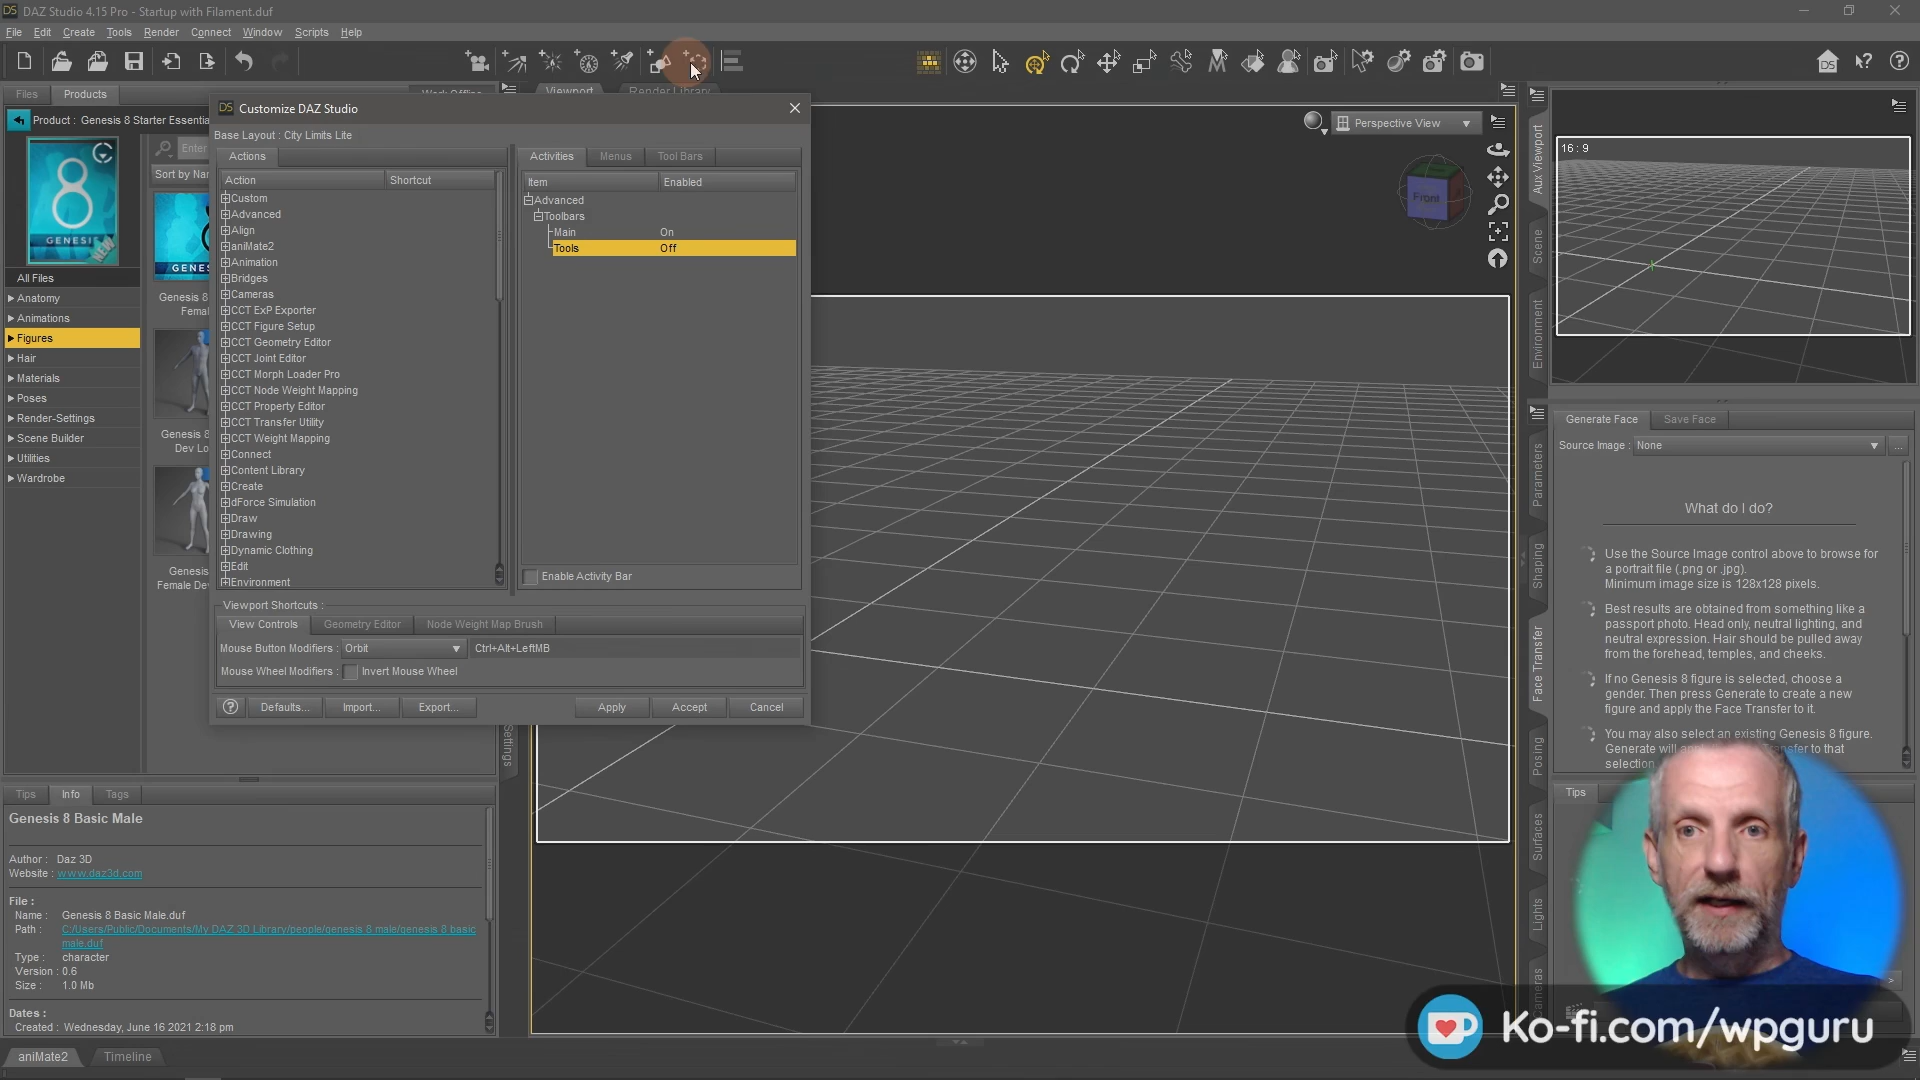 DAZ Studio 4.15 Pro - Startup with Filament.duf
File Edit Create Tools Render Connect Window Scripts Help
Files Products
Viewport
Render Library
Product : Genesis 8 Starter Essentia
Enter
Sort by Nar
8
GENESI
NEW
GENES
All Files
Anatomy
Animations
Figures
Hair
Materials
Poses
Render-Settings
Scene Builder
Utilities
Wardrobe
Genesis 8
Fema
Genesis 8
Dev Lo
Genesis
Female De
Customize DAZ Studio
Base Layout : City Limits Lite
Actions
Action Shortcut
Custom
Advanced
Align
aniMate2
Animation
Bridges
Cameras
CCT ExP Exporter
CCT Figure Setup
CCT Geometry Editor
CCT Joint Editor
CCT Morph Loader Pro
CCT Node Weight Mapping
CCT Property Editor
CCT Transfer Utility
CCT Weight Mapping
Connect
Content Library
Create
dForce Simulation
Draw
Drawing
Dynamic Clothing
Edit
Environment
Activities Menus Tool Bars
Item Enabled
Advanced
Toolbars
Main On
Tools Off
Enable Activity Bar
Viewport Shortcuts :
View Controls Geometry Editor Node Weight Map Brush
Mouse Button Modifiers : Orbit Ctrl+Alt+LeftMB
Mouse Wheel Modifiers : Invert Mouse Wheel
Defaults... Import... Export... Apply Accept Cancel
Settings
Perspective View
Front
Aux Viewport
Scene
Environment
16 : 9
Parameters
Shaping
Face Transfer
Posing
Surfaces
Lights
Cameras
Generate Face Save Face
Source Image : None ...
What do I do?
Use the Source Image control above to browse for
a portrait file (.png or .jpg).
Minimum image size is 128x128 pixels.
Best results are obtained from something like a
passport photo. Head only, neutral lighting, and
neutral expression. Hair should be pulled away
from the forehead, temples, and cheeks.
If no Genesis 8 figure is selected, choose a
gender. Then press Generate to create a new
figure and apply the Face Transfer to it.
You may also select an existing Genesis 8 figure.
Generate will to that
selection
Tips
Tips Info Tags
Genesis 8 Basic Male
Author : Daz 3D
Website : www.daz3d.com
File :
Name : Genesis 8 Basic Male.duf
Path : C:/Users/Public/Documents/My DAZ 3D Library/people/genesis 8 male/genesis 8 basic
male.duf
Type : character
Version : 0.6
Size : 1.0 Mb
Dates :
Created : Wednesday, June 16 2021 2:18 pm
aniMate2 Timeline
Ko-fi.com/wpguru